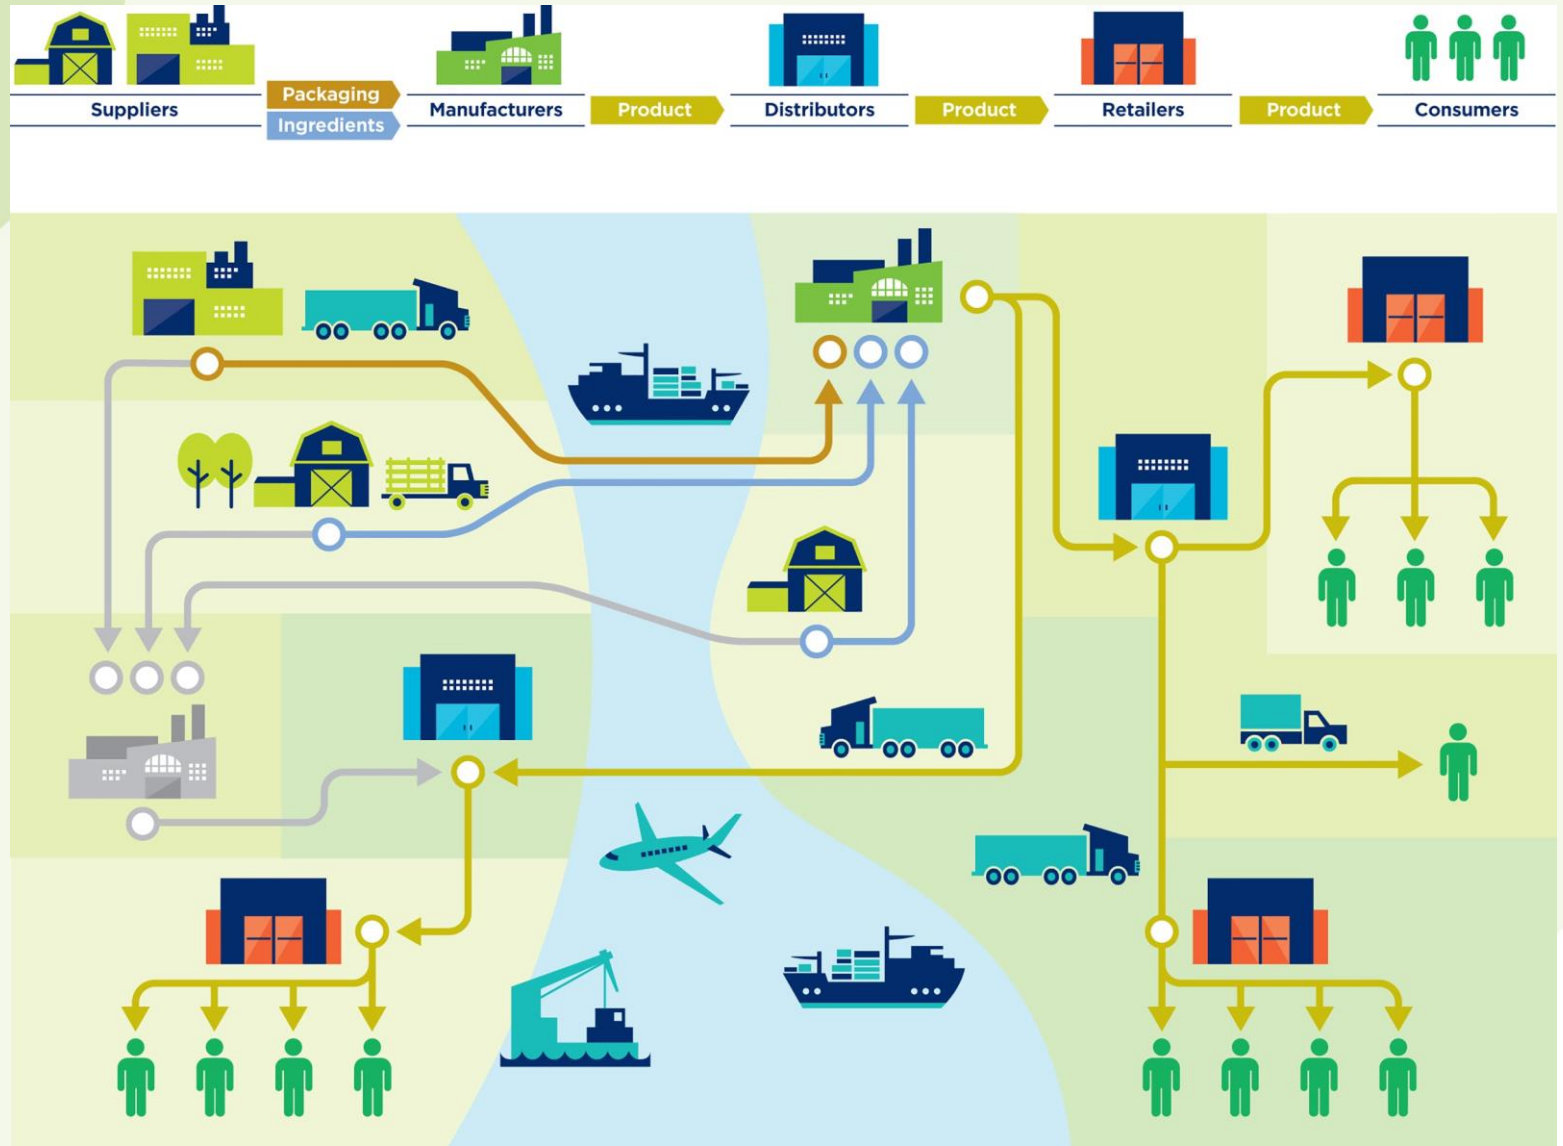 Suppliers
Packaging
Ingredients
Manufacturers
Product
Distributors
Product
Retailers
Product
Consumers